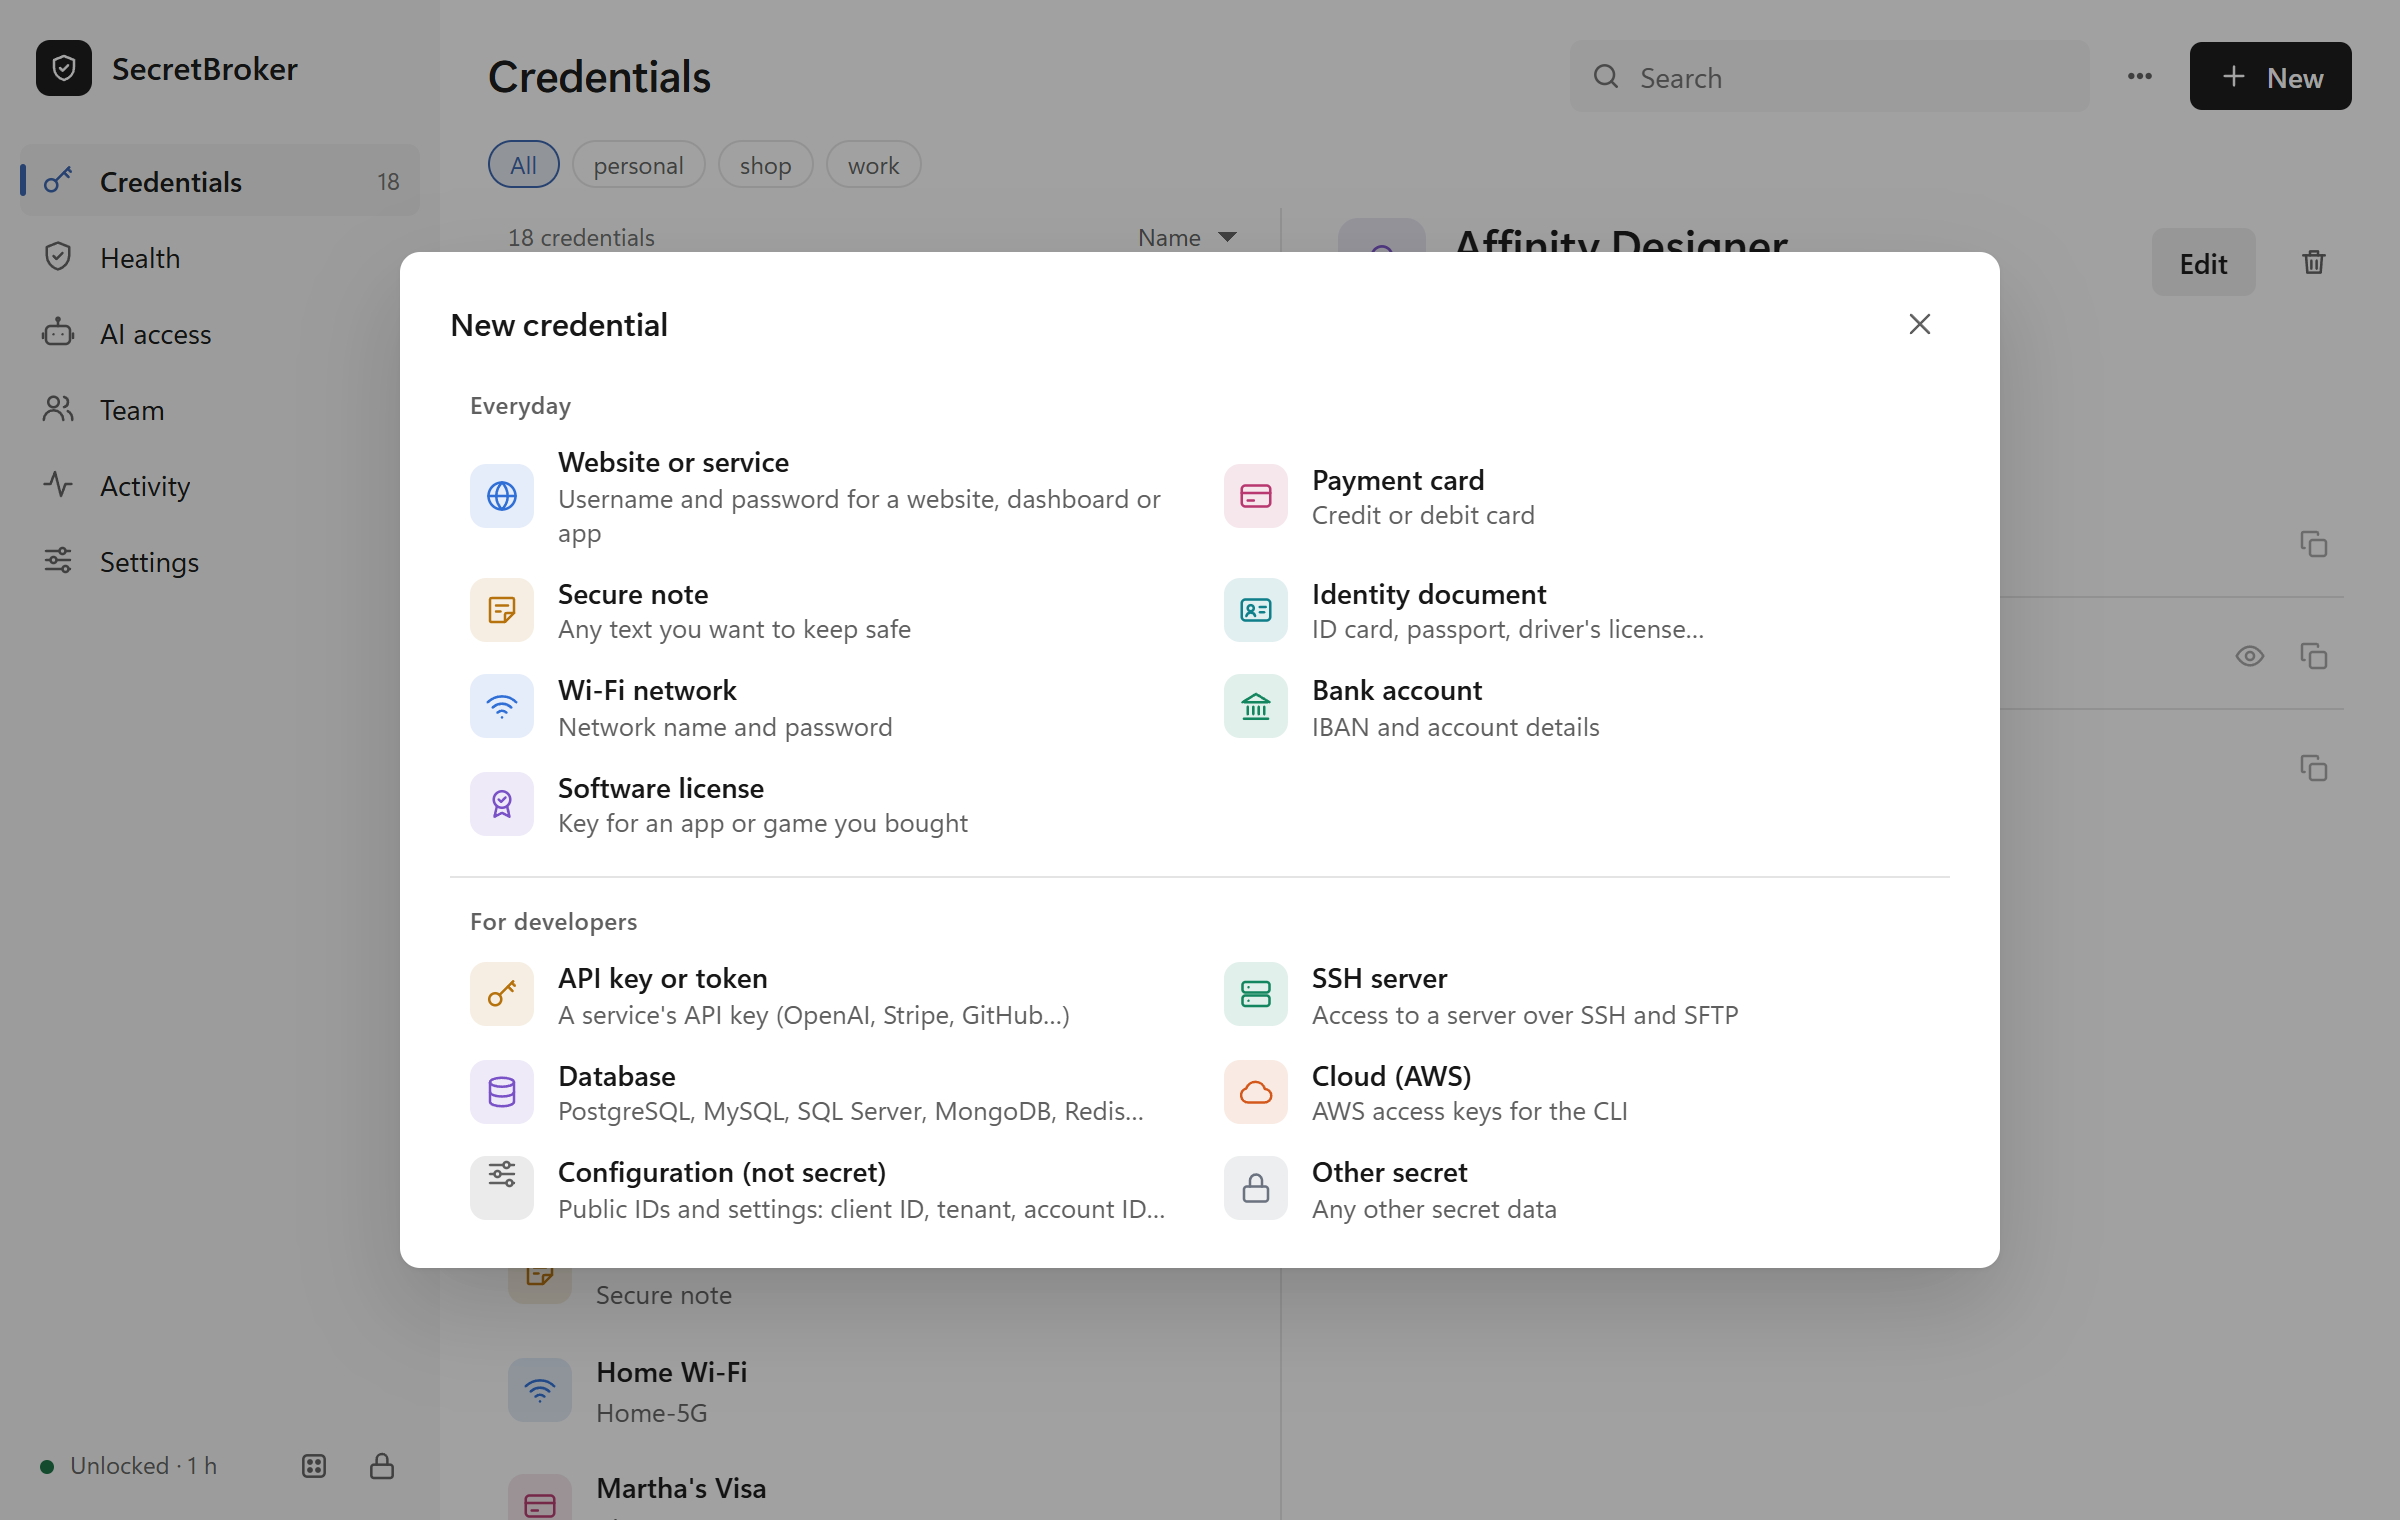 SecretBroker
Credentials 18
Health
AI access
Team
Activity
Settings
Unlocked · 1 h
Credentials
Search
New
All
personal
shop
work
18 credentials
Name
Affinity Designer
Edit
New credential
Everyday
Website or service
Username and password for a website, dashboard or
app
Payment card
Credit or debit card
Secure note
Any text you want to keep safe
Identity document
ID card, passport, driver's license...
Wi-Fi network
Network name and password
Bank account
IBAN and account details
Software license
Key for an app or game you bought
For developers
API key or token
A service's API key (OpenAI, Stripe, GitHub...)
SSH server
Access to a server over SSH and SFTP
Database
PostgreSQL, MySQL, SQL Server, MongoDB, Redis...
Cloud (AWS)
AWS access keys for the CLI
Configuration (not secret)
Public IDs and settings: client ID, tenant, account ID...
Other secret
Any other secret data
Secure note
Home Wi-Fi
Home-5G
Martha's Visa